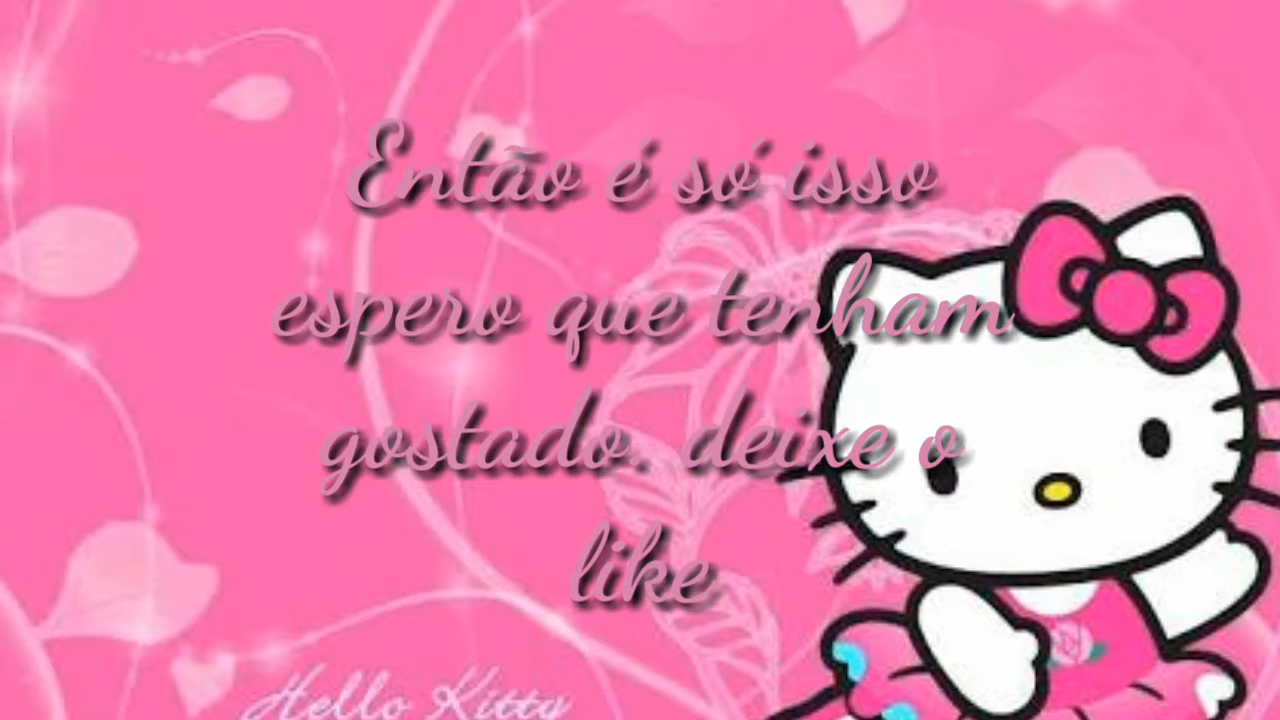 Então é só isso
espero que tenham
gostado. deixe o
like
Hello Kitty